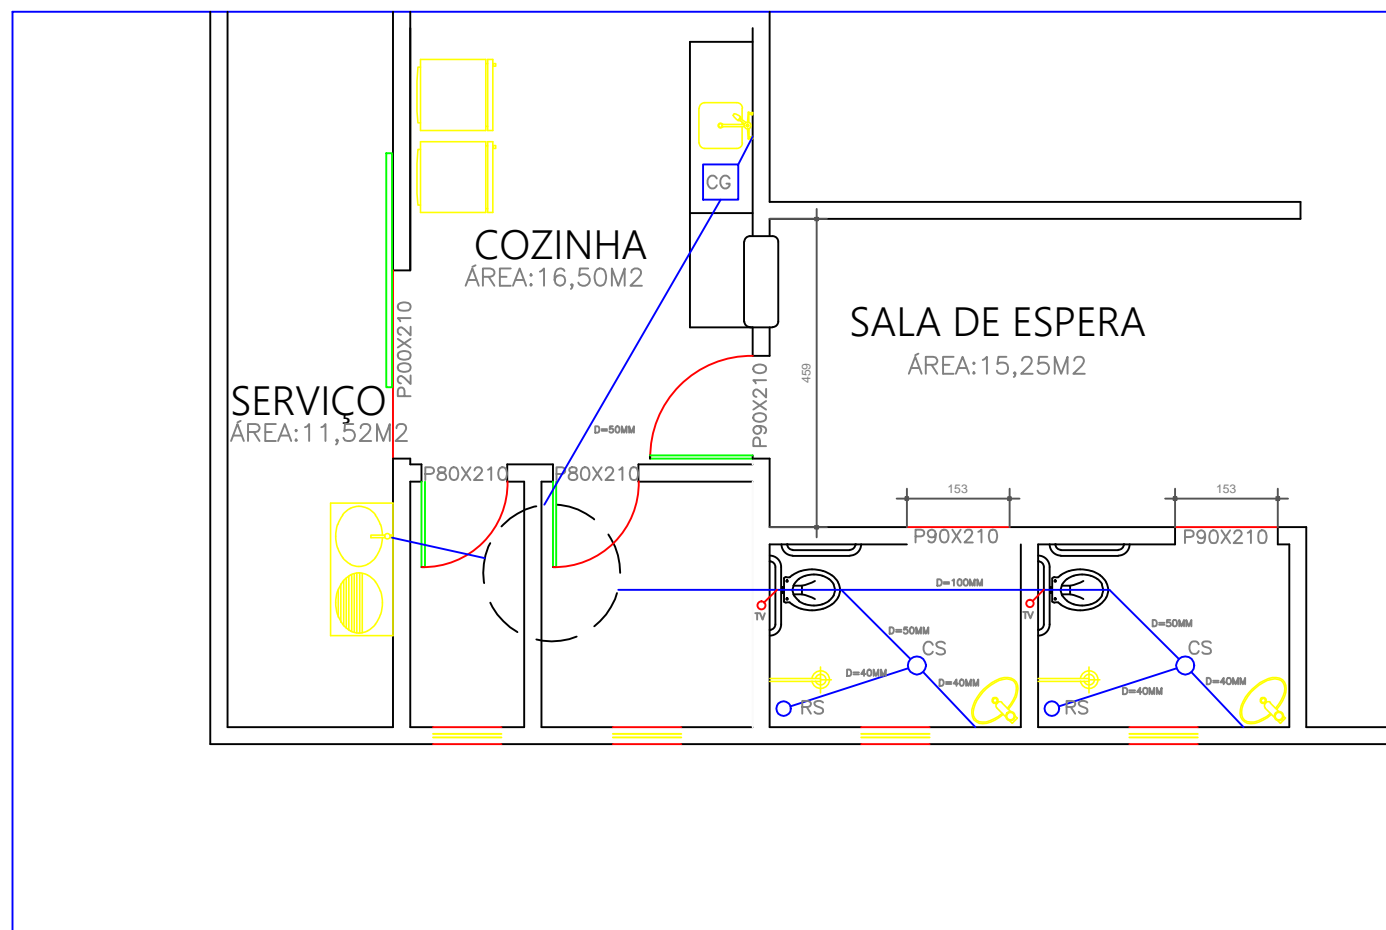 CG
COZINHA
ÁREA:16,50M2
SALA DE ESPERA
ÁREA:15,25M2
459
P200X210
P90X210
SERVIÇO
ÁREA:11,52M2
D=50MM
P80X210
P80X210
153
153
P90X210
P90X210
D=100MM
TV
TV
D=50MM
D=50MM
CS
CS
D=40MM
D=40MM
D=40MM
D=40MM
RS
RS